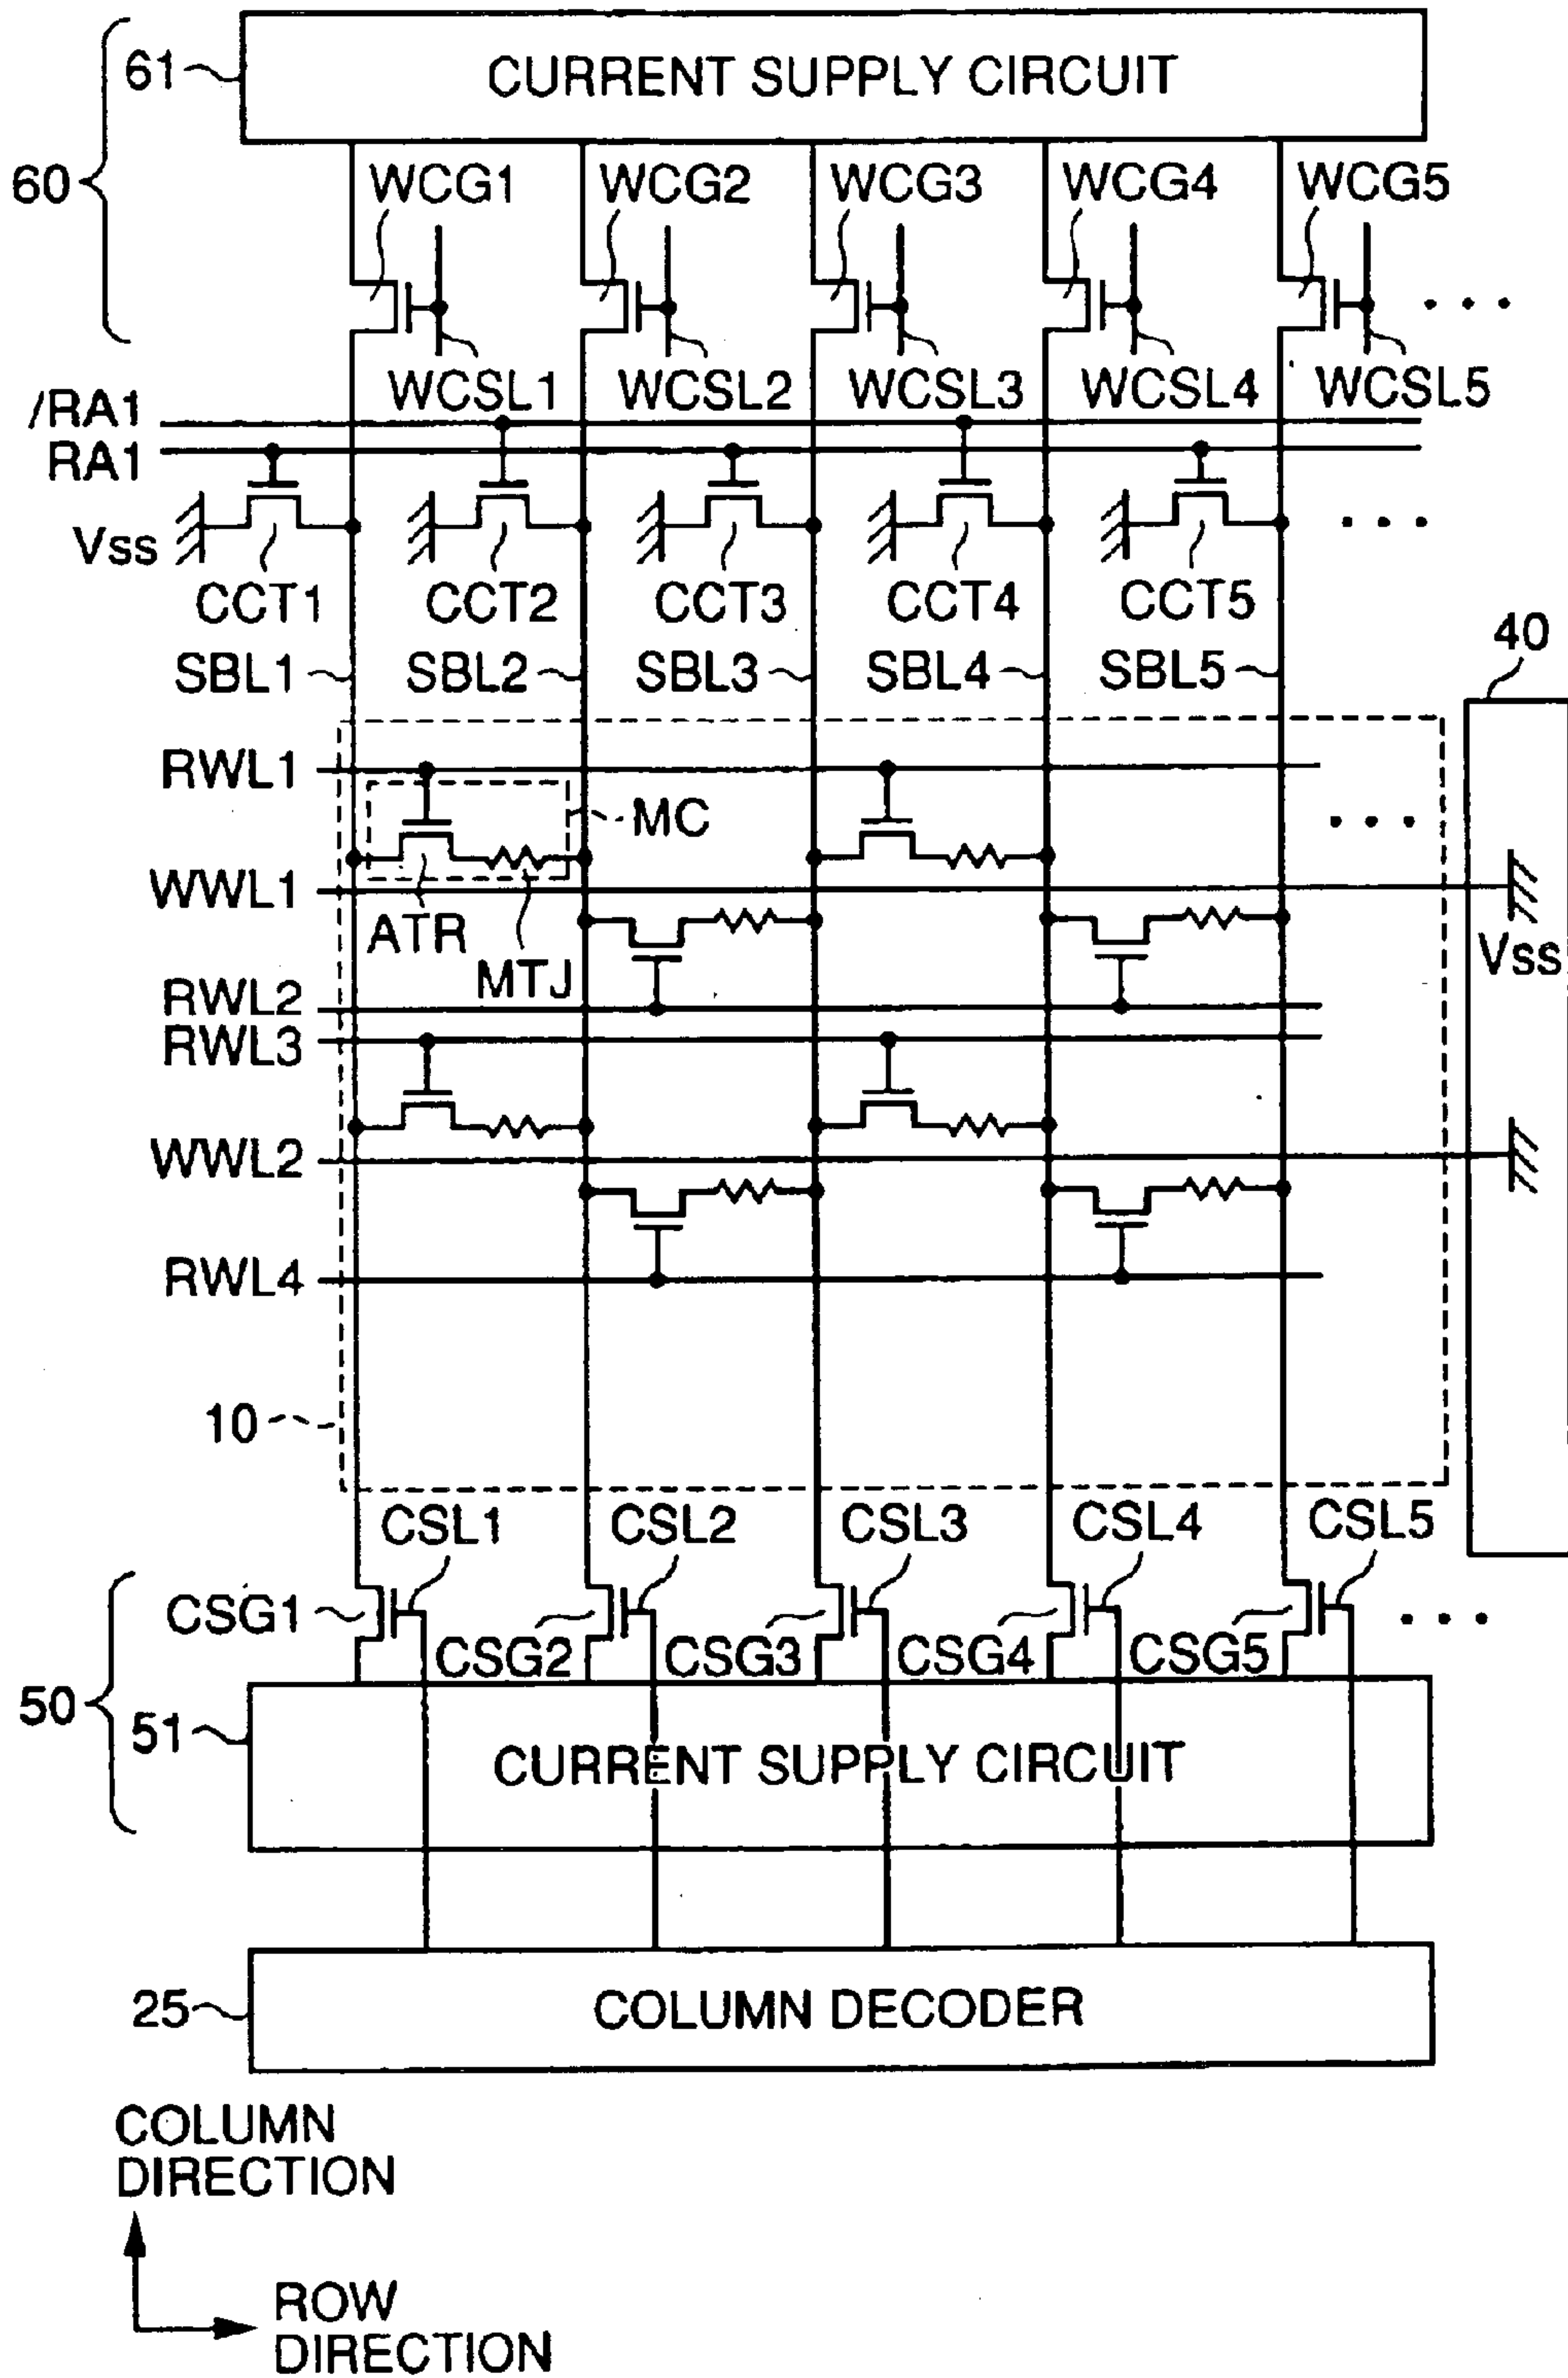 61
CURRENT SUPPLY CIRCUIT
60
WCG1 WCG2 WCG3 WCG4 WCG5
WCSL1 WCSL2 WCSL3 WCSL4 WCSL5
/RA1
RA1
Vss
CCT1 CCT2 CCT3 CCT4 CCT5
SBL1 SBL2 SBL3 SBL4 SBL5
40
RWL1
MC
WWL1
ATR
MTJ
Vss
RWL2
RWL3
WWL2
RWL4
10
CSL1 CSL2 CSL3 CSL4 CSL5
CSG1 CSG2 CSG3 CSG4 CSG5
50
51
CURRENT SUPPLY CIRCUIT
25
COLUMN DECODER
COLUMN
DIRECTION
ROW
DIRECTION